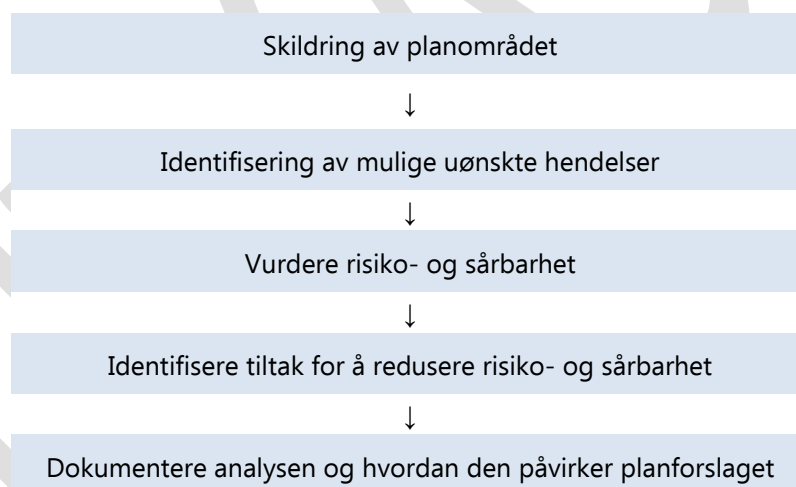 Skildring av planområdet
↓
Identifisering av mulige uønskte hendelser
↓
Vurdere risiko- og sårbarhet
↓
Identifisere tiltak for å redusere risiko- og sårbarhet
↓
Dokumentere analysen og hvordan den påvirker planforslaget